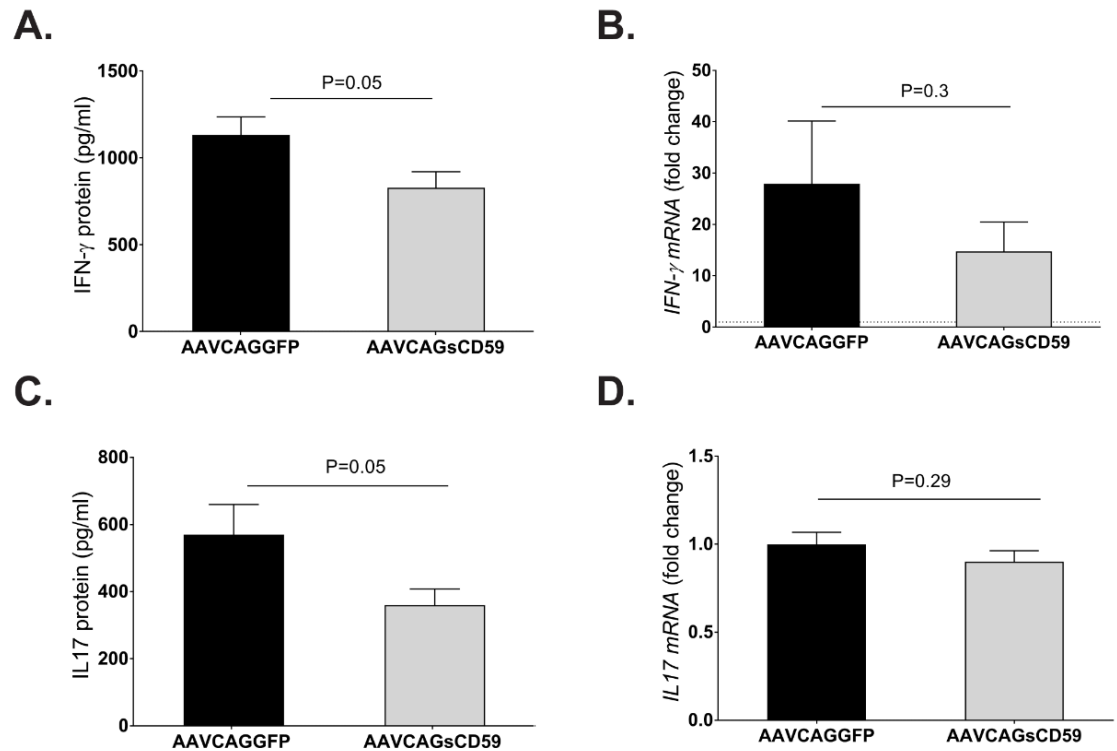 A.
IFN-γ protein (pg/ml)
1500
1000
500
0
P=0.05
AAVCAGGFP
AAVCAGsCD59
B.
IFN-γ mRNA (fold change)
50
40
30
20
10
0
P=0.3
AAVCAGGFP
AAVCAGsCD59
C.
IL17 protein (pg/ml)
800
600
400
200
0
P=0.05
AAVCAGGFP
AAVCAGsCD59
D.
IL17 mRNA (fold change)
1.5
1.0
0.5
0.0
P=0.29
AAVCAGGFP
AAVCAGsCD59